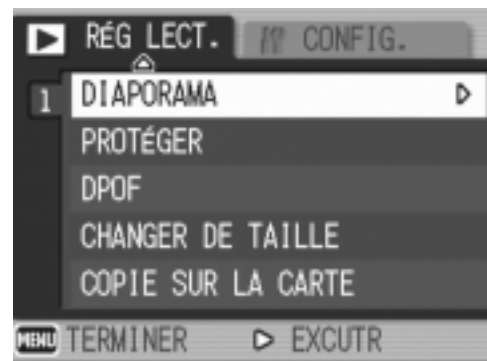 RÉG LECT. CONFIG.
1 DIAPORAMA
PROTÉGER
DPOF
CHANGER DE TAILLE
COPIE SUR LA CARTE
MENU TERMINER EXCUTR